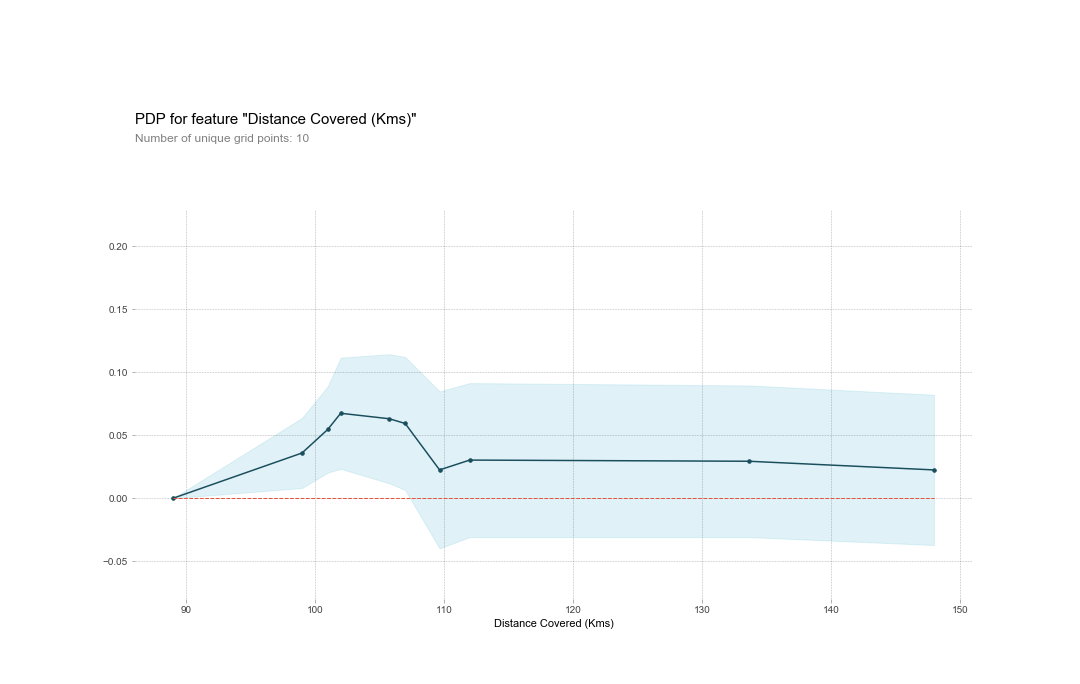 PDP for feature "Distance Covered (Kms)"
Number of unique grid points: 10
0.20
0.15
0.10
0.05
0.00
−0.05
90 100 110 120 130 140 150
Distance Covered (Kms)